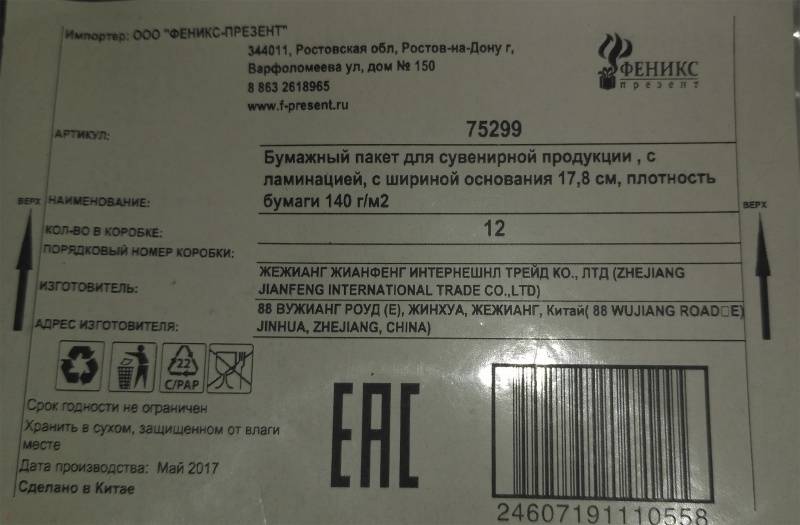 Импортер: ООО "ФЕНИКС-ПРЕЗЕНТ"
344011, Ростовская обл, Ростов-на-Дону г,
Варфоломеева ул, дом № 150
8 863 2618965
www.f-present.ru
ФЕНИКС
презент
АРТИКУЛ: 75299
НАИМЕНОВАНИЕ: Бумажный пакет для сувенирной продукции , с
ламинацией, с шириной основания 17,8 см, плотность
бумаги 140 г/м2
ВЕРХ
ВЕРХ
КОЛ-ВО В КОРОБКЕ: 12
ПОРЯДКОВЫЙ НОМЕР КОРОБКИ:
ИЗГОТОВИТЕЛЬ: ЖЕЖИАНГ ЖИАНФЕНГ ИНТЕРНЕШНЛ ТРЕЙД КО., ЛТД (ZHEJIANG
JIANFENG INTERNATIONAL TRADE CO.,LTD)
АДРЕС ИЗГОТОВИТЕЛЯ: 88 ВУЖИАНГ РОУД (Е), ЖИНХУА, ЖЕЖИАНГ, Китай( 88 WUJIANG ROAD□E)
JINHUA, ZHEJIANG, CHINA)
22
C/PAP
Срок годности не ограничен
Хранить в сухом, защищенном от влаги
месте
Дата производства: Май 2017
Сделано в Китае
EAC
24607191110558